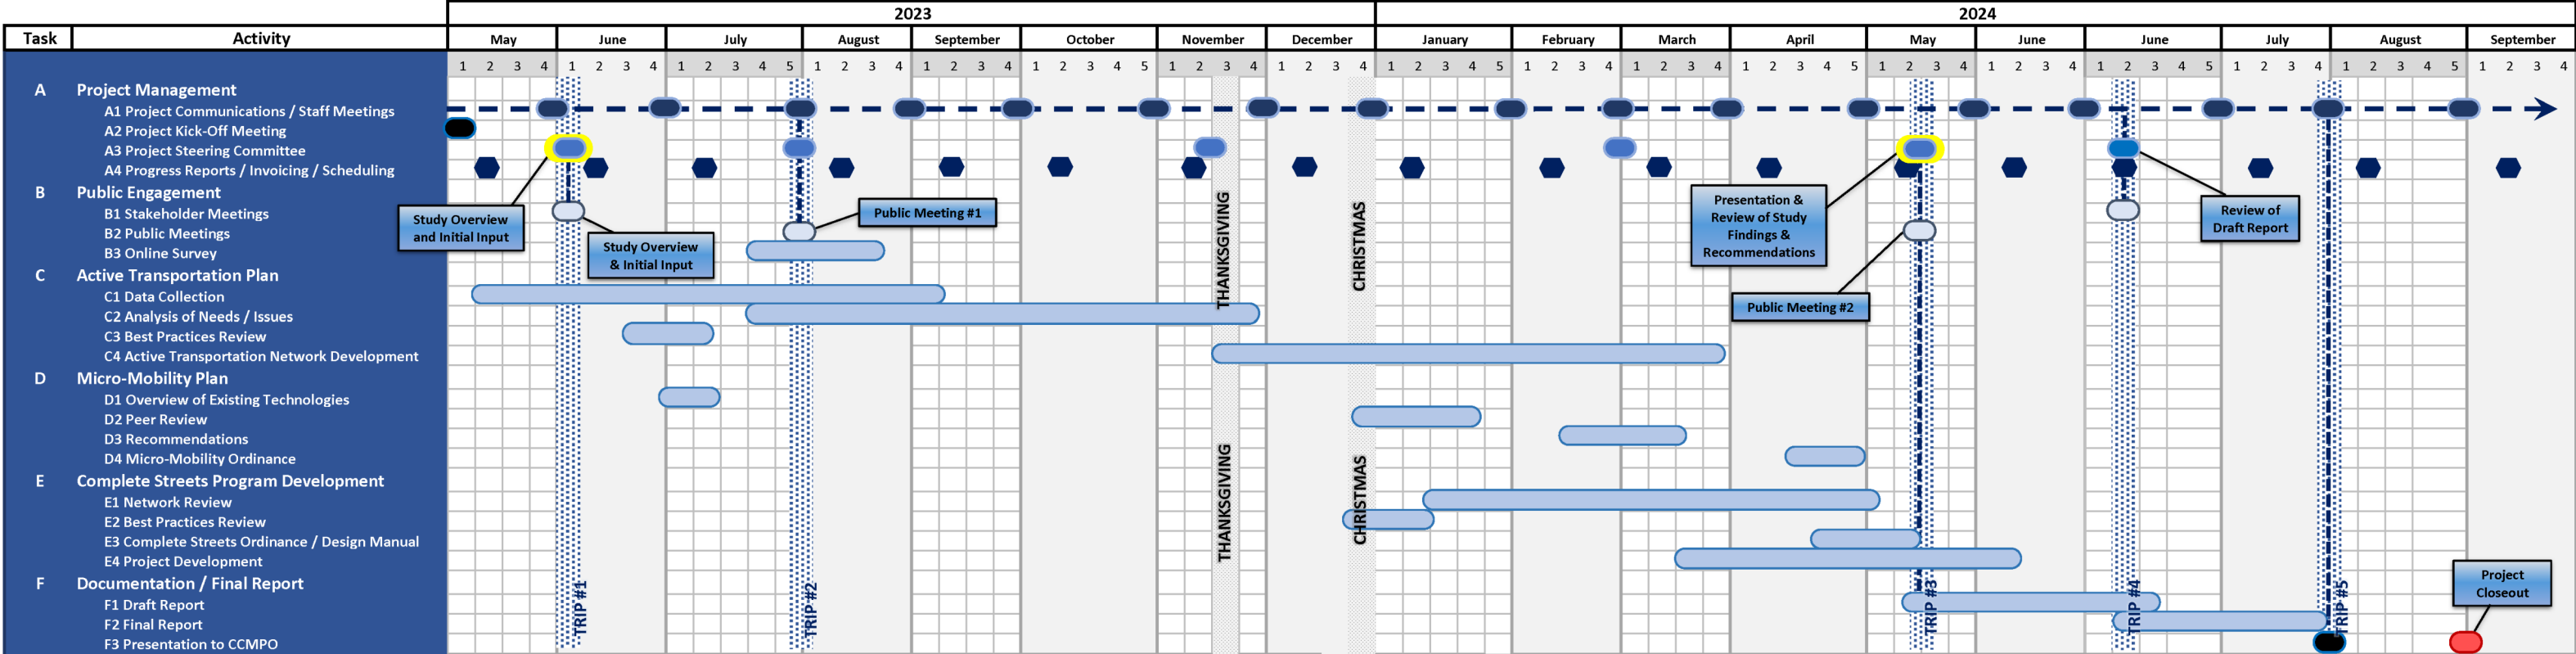 2023 2024
Task Activity May June July August September October November December January February March April May June June July August September
1 2 3 4 1 2 3 4 1 2 3 4 5 1 2 3 4 1 2 3 4 1 2 3 4 5 1 2 3 4 1 2 3 4 1 2 3 4 5 1 2 3 4 1 2 3 4 1 2 3 4 5 1 2 3 4 1 2 3 4 1 2 3 4 5 1 2 3 4 1 2 3 4 5 1 2 3 4
A Project Management
A1 Project Communications / Staff Meetings
A2 Project Kick-Off Meeting
A3 Project Steering Committee
A4 Progress Reports / Invoicing / Scheduling
B Public Engagement
B1 Stakeholder Meetings
B2 Public Meetings
B3 Online Survey
C Active Transportation Plan
C1 Data Collection
C2 Analysis of Needs / Issues
C3 Best Practices Review
C4 Active Transportation Network Development
D Micro-Mobility Plan
D1 Overview of Existing Technologies
D2 Peer Review
D3 Recommendations
D4 Micro-Mobility Ordinance
E Complete Streets Program Development
E1 Network Review
E2 Best Practices Review
E3 Complete Streets Ordinance / Design Manual
E4 Project Development
F Documentation / Final Report
F1 Draft Report
F2 Final Report
F3 Presentation to CCMPO
Study Overview
and Initial Input
Study Overview
& Initial Input
Public Meeting #1
THANKSGIVING
CHRISTMAS
Presentation &
Review of Study
Findings &
Recommendations
Public Meeting #2
Review of
Draft Report
THANKSGIVING
CHRISTMAS
TRIP #1
TRIP #2
TRIP #3
TRIP #4
TRIP #5
Project
Closeout